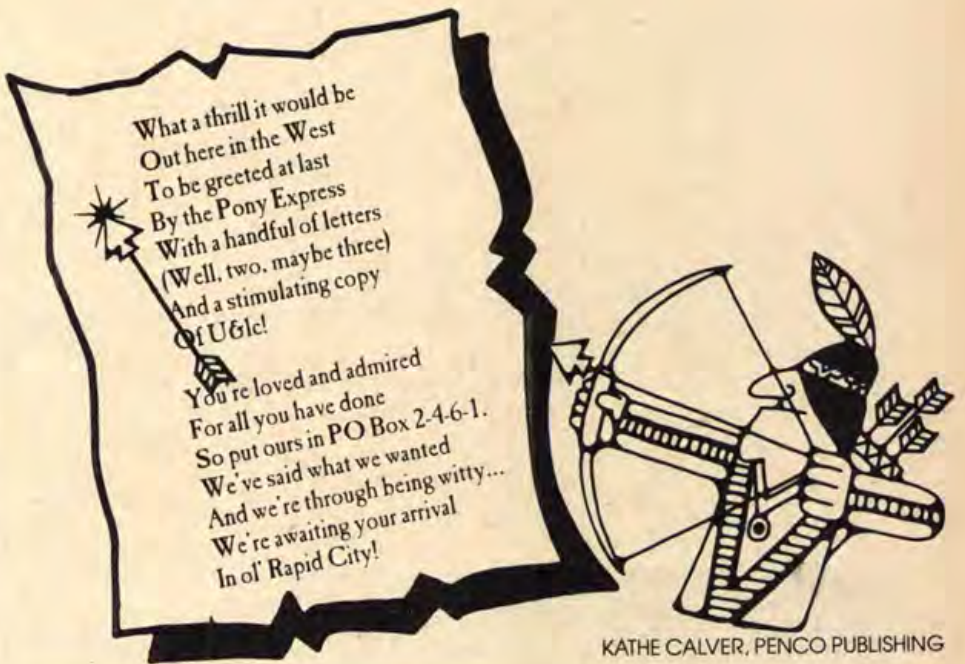 What a thrill it would be
Out here in the West
To be greeted at last
By the Pony Express
With a handful of letters
(Well, two, maybe three)
And a stimulating copy
Of U&lc!
You're loved and admired
For all you have done
So put ours in PO Box 2-4-6-1.
We've said what we wanted
And we're through being witty...
We're awaiting your arrival
In ol' Rapid City!
KATHE CALVER, PENCO PUBLISHING